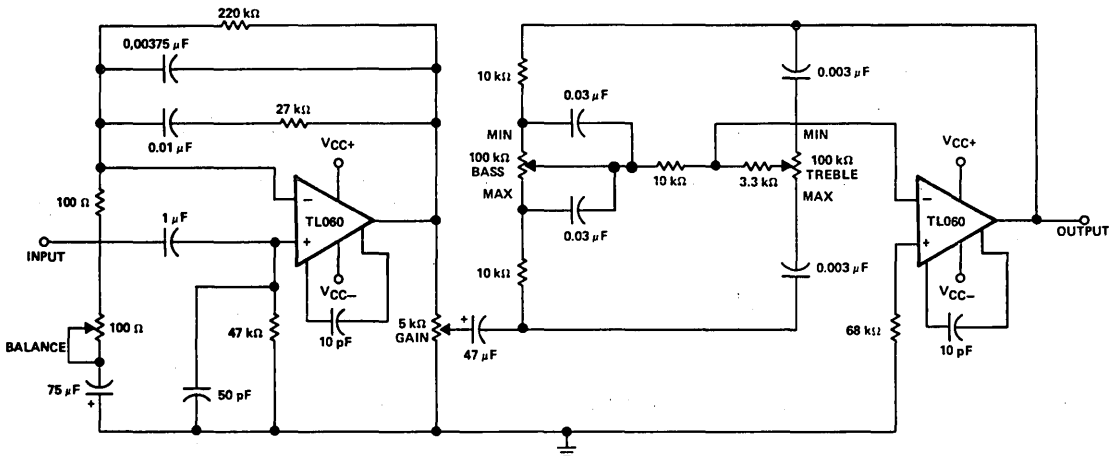 220 kΩ
0,00375 µF
0.01 µF
27 kΩ
VCC+
100 Ω
1 µF
INPUT
−
TL060
+
VCC−
10 pF
100 Ω
BALANCE
75 µF
+
50 pF
47 kΩ
5 kΩ
GAIN
+
47 µF
10 kΩ
0.03 µF
MIN
100 kΩ
BASS
MAX
0.03 µF
10 kΩ
10 kΩ
3.3 kΩ
0.003 µF
MIN
100 kΩ
TREBLE
MAX
0.003 µF
VCC+
−
TL060
+
VCC−
OUTPUT
68 kΩ
10 pF